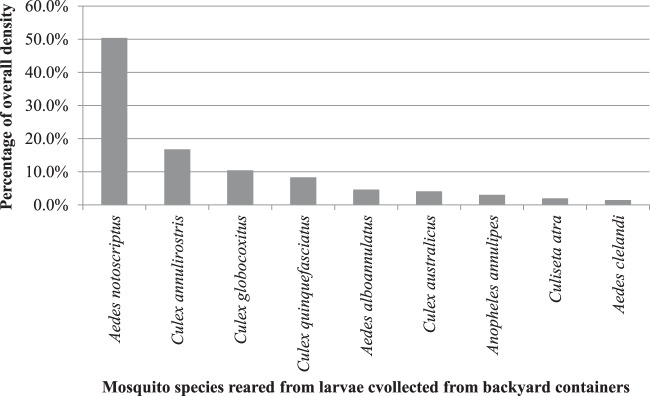 Percentage of overall density
60.0%
50.0%
40.0%
30.0%
20.0%
10.0%
0.0%
Aedes notoscriptus
Culex annulirostris
Culex globocoxitus
Culex quinquefasciatus
Aedes alboannulatus
Culex australicus
Anopheles annulipes
Culiseta atra
Aedes clelandi
Mosquito species reared from larvae cvollected from backyard containers